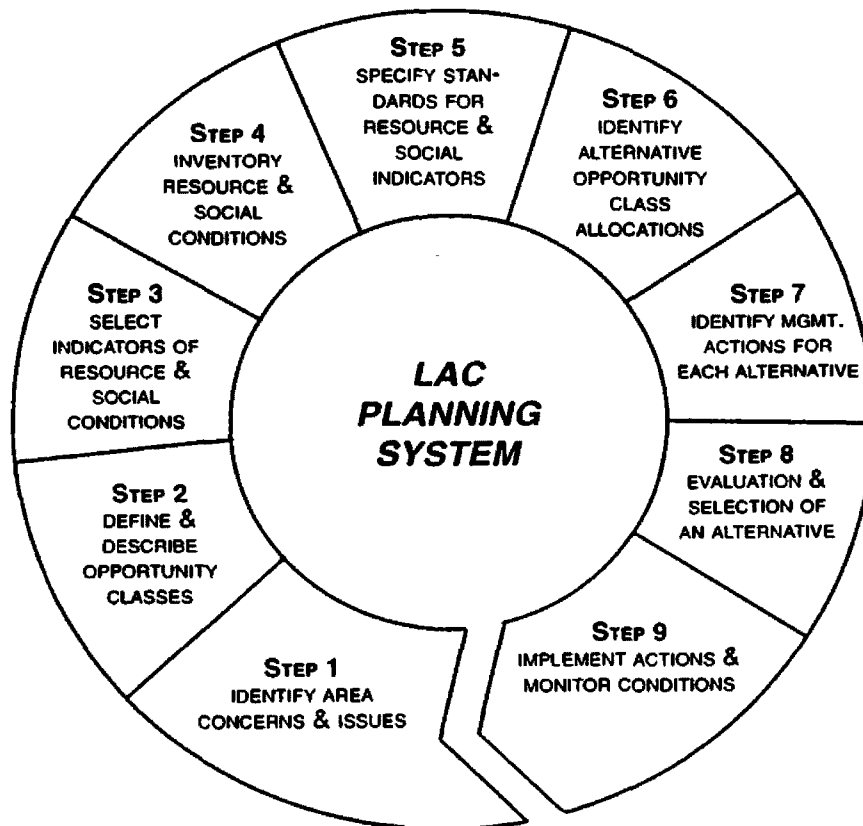 STEP 1
IDENTIFY AREA
CONCERNS & ISSUES
STEP 2
DEFINE &
DESCRIBE
OPPORTUNITY
CLASSES
STEP 3
SELECT
INDICATORS OF
RESOURCE &
SOCIAL
CONDITIONS
STEP 4
INVENTORY
RESOURCE &
SOCIAL
CONDITIONS
STEP 5
SPECIFY STAN-
DARDS FOR
RESOURCE &
SOCIAL
INDICATORS
STEP 6
IDENTIFY
ALTERNATIVE
OPPORTUNITY
CLASS
ALLOCATIONS
STEP 7
IDENTIFY MGMT.
ACTIONS FOR
EACH ALTERNATIVE
STEP 8
EVALUATION &
SELECTION OF
AN ALTERNATIVE
STEP 9
IMPLEMENT ACTIONS &
MONITOR CONDITIONS
LAC
PLANNING
SYSTEM